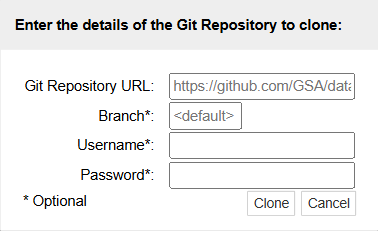 Enter the details of the Git Repository to clone:
Git Repository URL: https://github.com/GSA/data
Branch*: <default>
Username*:
Password*:
* Optional Clone Cancel